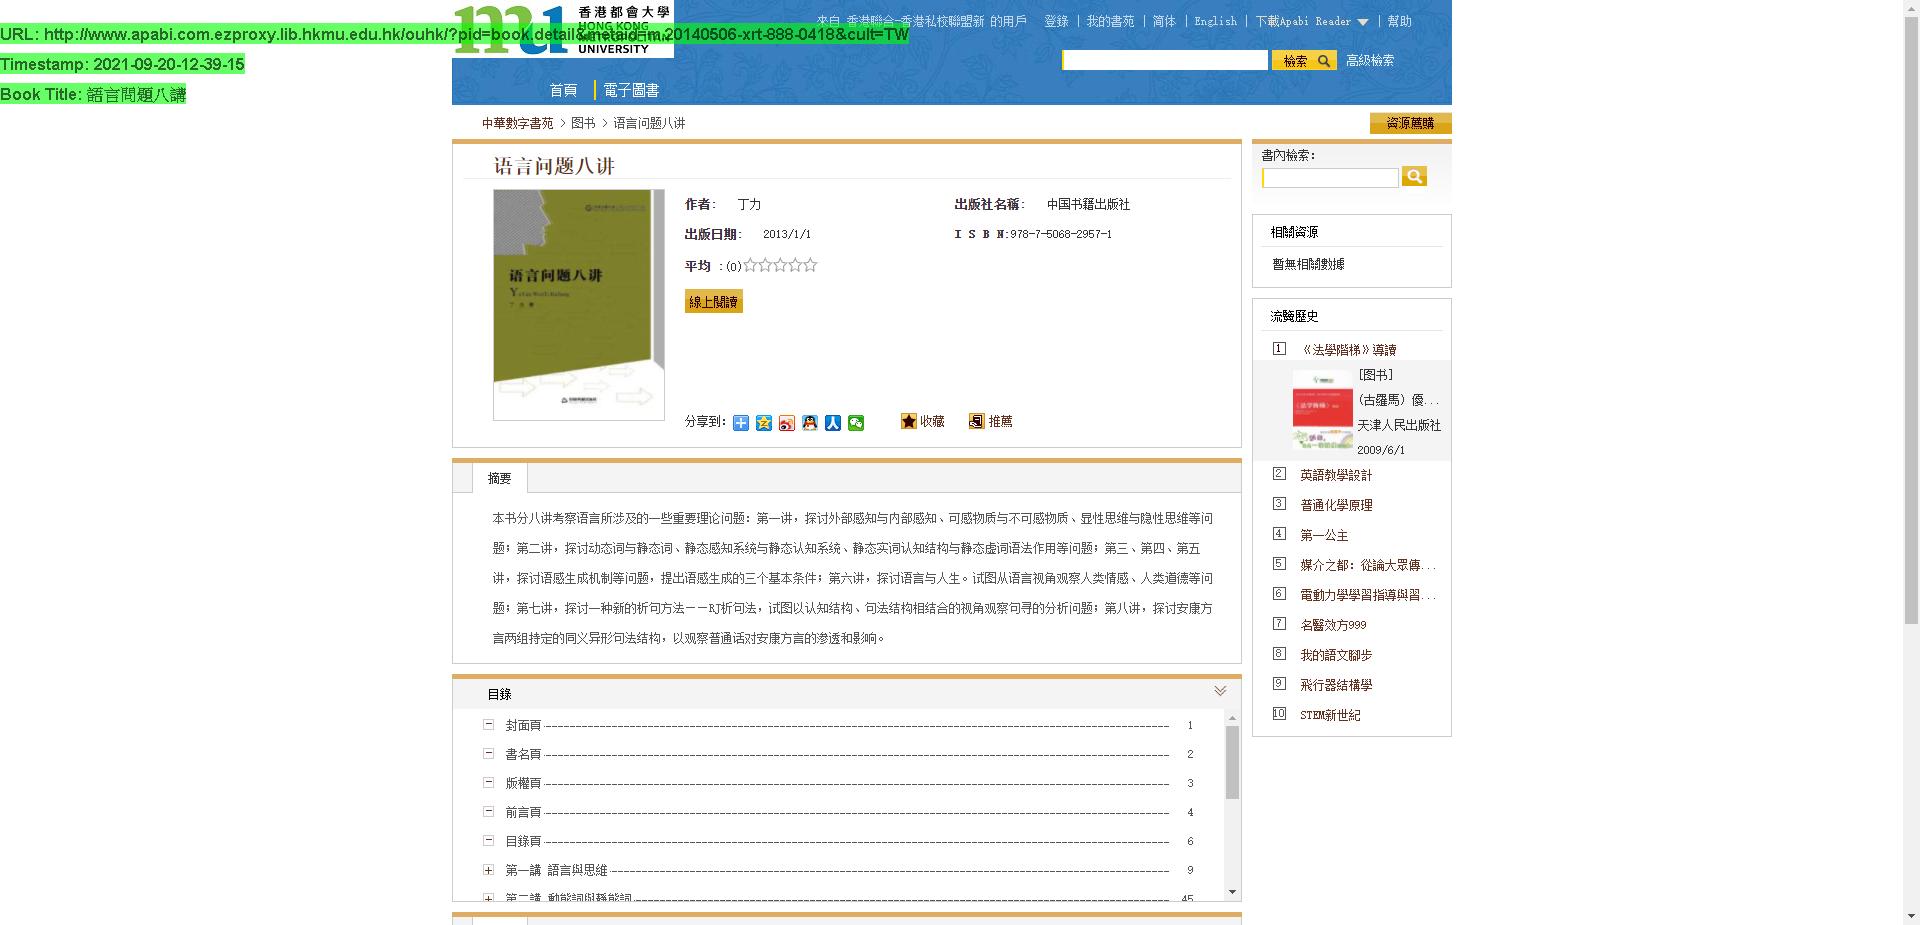 香港都會大學
HONG KONG
METROPOLITAN
UNIVERSITY
來自 香港聯合-香港私校聯盟新 的用戶 登錄 | 我的書苑 | 简体 | English | 下載Apabi Reader | 幫助
URL: http://www.apabi.com.ezproxy.lib.hkmu.edu.hk/ouhk/?pid=book.detail&metaid=m.20140506-xrt-888-0418&cult=TW
Timestamp: 2021-09-20-12-39-15
Book Title: 語言問題八講
檢索 高級檢索
首頁 電子圖書
中華數字書苑 > 图书 > 语言问题八讲
資源薦購
语言问题八讲
语言问题八讲
作者: 丁力
出版社名稱: 中国书籍出版社
出版日期: 2013/1/1
I S B N:978-7-5068-2957-1
平均 :(0)
線上閱讀
分享到:
收藏
推薦
摘要
本书分八讲考察语言所涉及的一些重要理论问题：第一讲，探讨外部感知与内部感知、可感物质与不可感物质、显性思维与隐性思维等问
题；第二讲，探讨动态词与静态词、静态感知系统与静态认知系统、静态实词认知结构与静态虚词语法作用等问题；第三、第四、第五
讲，探讨语感生成机制等问题，提出语感生成的三个基本条件；第六讲，探讨语言与人生。试图从语言视角观察人类情感、人类道德等问
题；第七讲，探讨一种新的析句方法－－RJ析句法，试图以认知结构、句法结构相结合的视角观察句寻的分析问题；第八讲，探讨安康方
言两组持定的同义异形句法结构，以观察普通话对安康方言的渗透和影响。
目錄
封面頁 1
書名頁 2
版權頁 3
前言頁 4
目錄頁 6
第一講 語言與思維 9
第二講 動態詞與靜態詞 45
書內檢索：
相關資源
暫無相關數據
流覽歷史
1 《法學階梯》導讀
[图书]
（古羅馬）優...
天津人民出版社
2009/6/1
2 英語教學設計
3 普通化學原理
4 第一公主
5 媒介之都：從論大眾傳...
6 電動力學學習指導與習...
7 名醫效方999
8 我的語文腳步
9 飛行器結構學
10 STEM新世紀